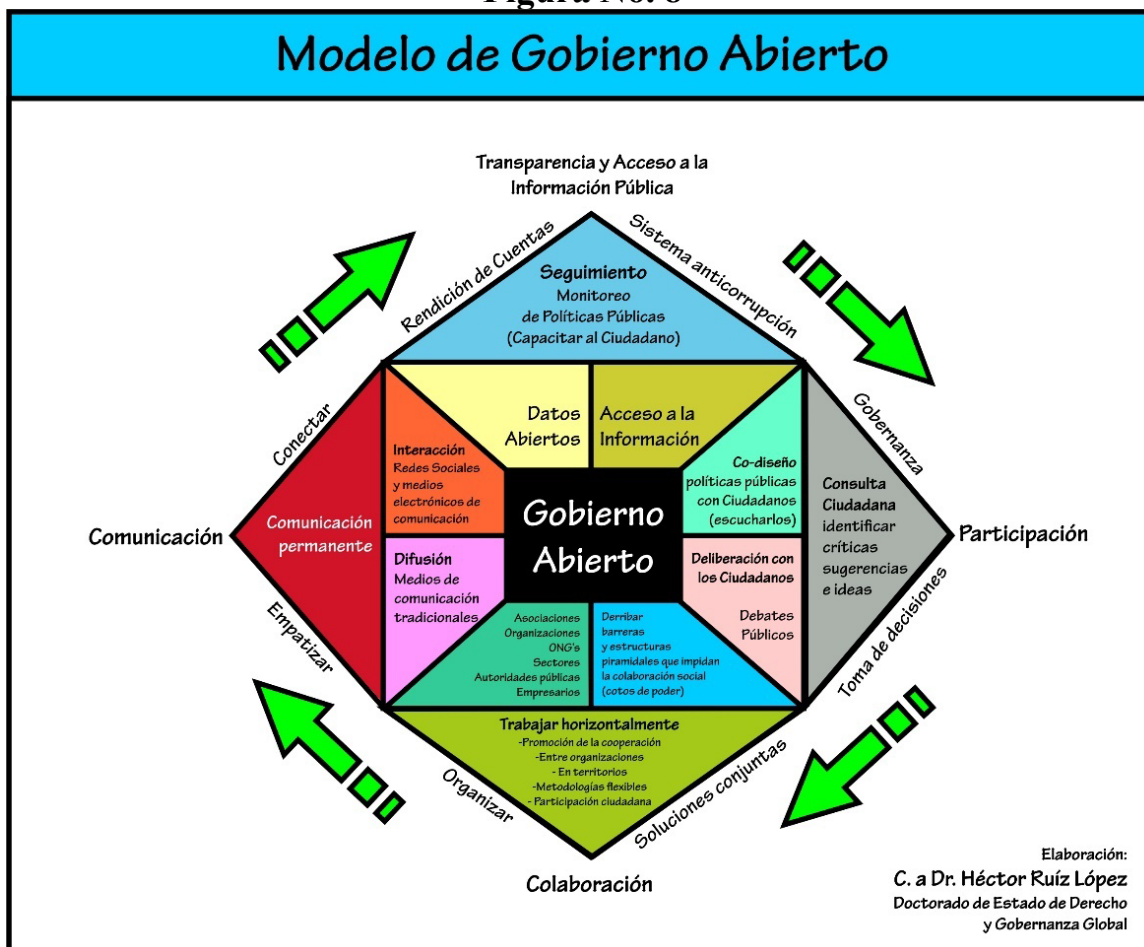 Figura No. 8
Modelo de Gobierno Abierto
Transparencia y Acceso a la
Información Pública
Rendición de Cuentas
Sistema anticorrupción
Seguimiento
Monitoreo
de Políticas Públicas
(Capacitar al Ciudadano)
Conectar
Gobernanza
Datos
Abiertos
Acceso a la
Información
Interacción
Redes Sociales
y medios
electrónicos de
comunicación
Co-diseño
políticas públicas
con Ciudadanos
(escucharlos)
Consulta
Ciudadana
identificar
críticas
sugerencias
e ideas
Comunicación
Comunicación
permanente
Gobierno
Abierto
Participación
Difusión
Medios de
comunicación
tradicionales
Deliberación con
los Ciudadanos
Debates
Públicos
Empatizar
Toma de decisiones
Asociaciones
Organizaciones
ONG's
Sectores
Autoridades públicas
Empresarios
Derribar
barreras
y estructuras
piramidales que impidan
la colaboración social
(cotos de poder)
Trabajar horizontalmente
-Promoción de la cooperación
-Entre organizaciones
- En territorios
-Metodologías flexibles
- Participación ciudadana
Organizar
Soluciones conjuntas
Colaboración
Elaboración:
C. a Dr. Héctor Ruíz López
Doctorado de Estado de Derecho
y Gobernanza Global